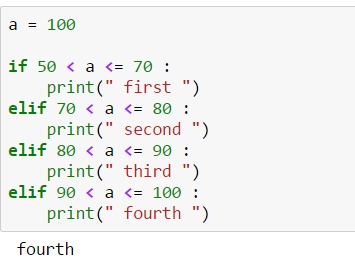 a = 100
if 50 < a <= 70 :
    print(" first ")
elif 70 < a <= 80 :
    print(" second ")
elif 80 < a <= 90 :
    print(" third ")
elif 90 < a <= 100 :
    print(" fourth ")
 fourth